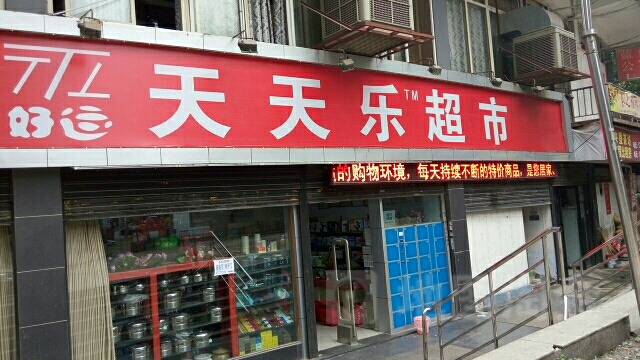 好运
天天乐™超市
的购物环境，每天持续不断的特价商品，是您居家、